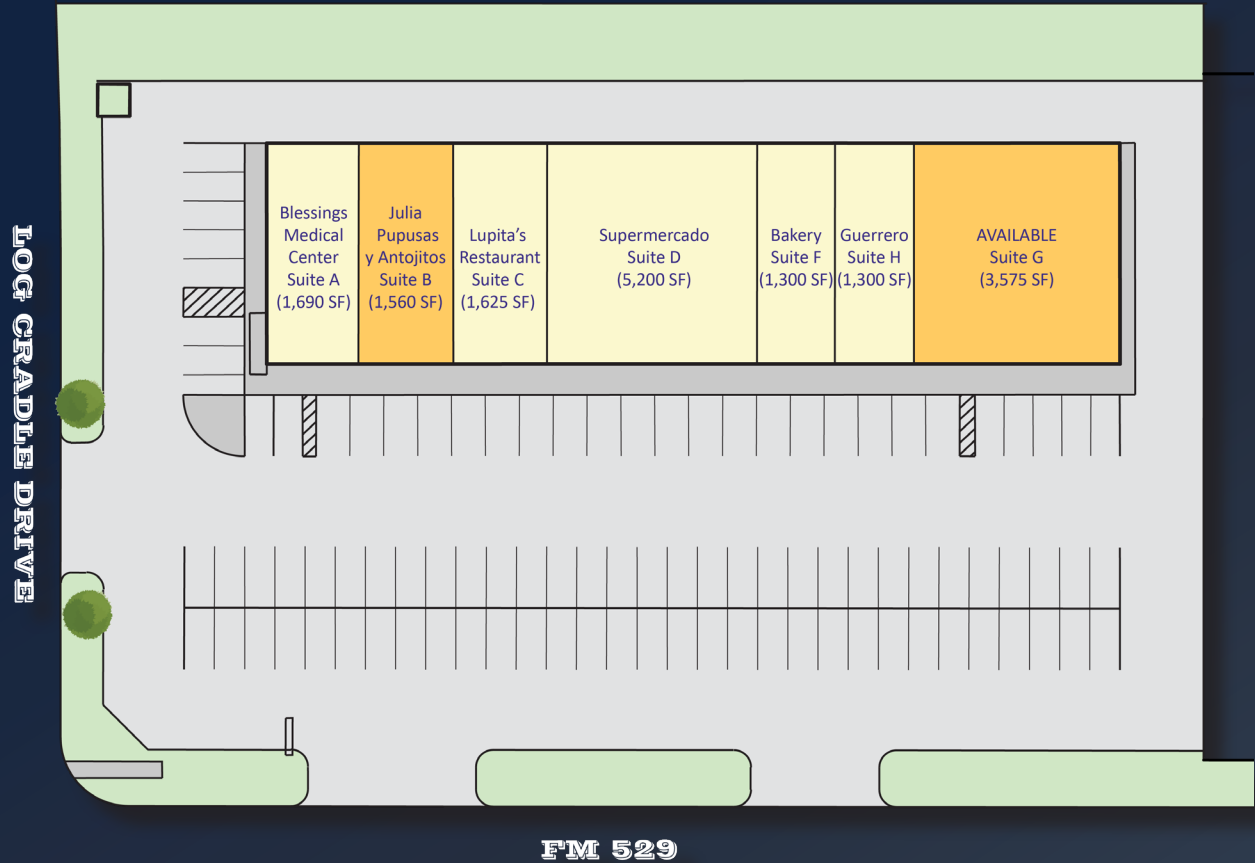 LOG CRADLE DRIVE
Blessings
Medical
Center
Suite A
(1,690 SF)
Julia
Pupusas
y Antojitos
Suite B
(1,560 SF)
Lupita’s
Restaurant
Suite C
(1,625 SF)
Supermercado
Suite D
(5,200 SF)
Bakery
Suite F
(1,300 SF)
Guerrero
Suite H
(1,300 SF)
AVAILABLE
Suite G
(3,575 SF)
FM 529